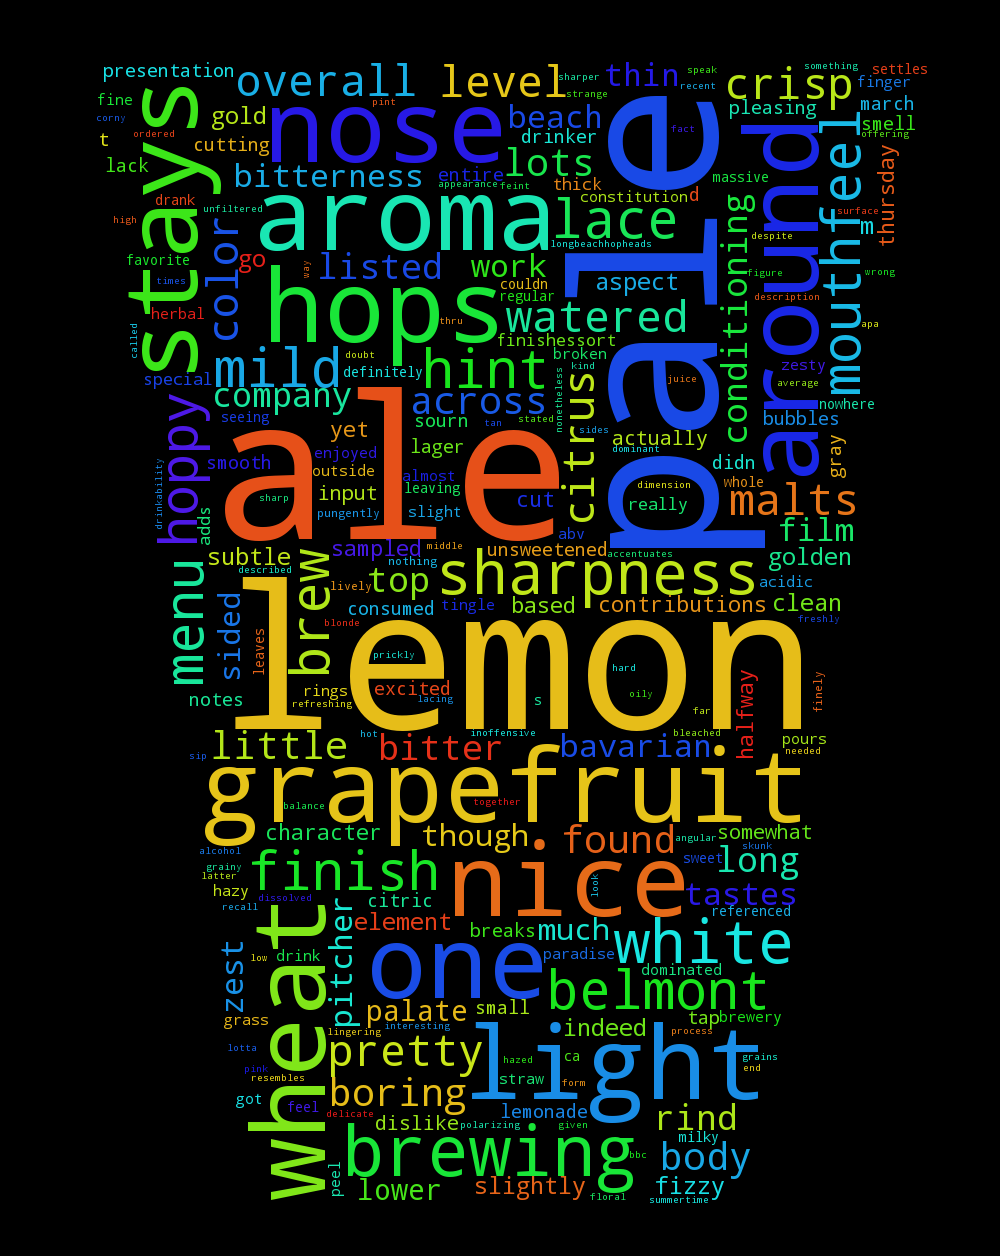 presentation
overall
level
sharper
thin
speak
something
settles
strange
recent
crisp
finger
fine
corny
gold
nose
pint
beach
pale
pleasing
march
smell
t
ordered
cutting
drinker
fact
offering
lack
stays
bitterness
entire
lots
around
mouthfeel
thursday
appearance
feint
thick
massive
drank
constitution
d
unfiltered
aroma
lace
conditioning
high
surface
m
color
longbeachhopheads
despite
favorite
go
way
listed
work
aspect
figure
wrong
times
couldn
regular
description
herbal
hops
thru
watered
apa
called
finishessort
zesty
mild
doubt
hint
broken
kind
special
definitely
juice
average
company
across
citrus
nonetheless
nowhere
hoppy
seeing
sourn
tan
stated
bubbles
yet
ale
sides
actually
gray
enjoyed
lager
dominant
didn
smooth
outside
almost
drinkability
input
leaving
dimension
whole
sharp
cut
really
malts
adds
pungently
slight
film
abv
subtle
brew
sampled
middle
unsweetened
accentuates
golden
described
nothing
menu
lively
top
sharpness
acidic
sided
consumed
tingle
based
contributions
clean
blonde
freshly
leaves
lemon
prickly
hard
notes
rings
excited
oily
halfway
finely
refreshing
lacing
s
far
hot
inoffensive
bleached
pours
sip
little
bitter
bavarian
needed
grapefruit
balance
together
character
though
found
angular
somewhat
alcohol
skunk
grainy
finish
nice
sweet
long
latter
hazy
dissolved
citric
look
tastes
recall
wheat
pitcher
element
breaks
much
white
referenced
zest
low
drink
one
paradise
dominated
palate
small
belmont
grass
lingering
interesting
indeed
tap
brewery
process
lotta
pretty
light
hazed
ca
grains
pink
resembles
straw
form
end
got
feel
boring
delicate
lemonade
dislike
polarizing
given
rind
milky
peel
brewing
bbc
body
lower
slightly
floral
fizzy
summertime